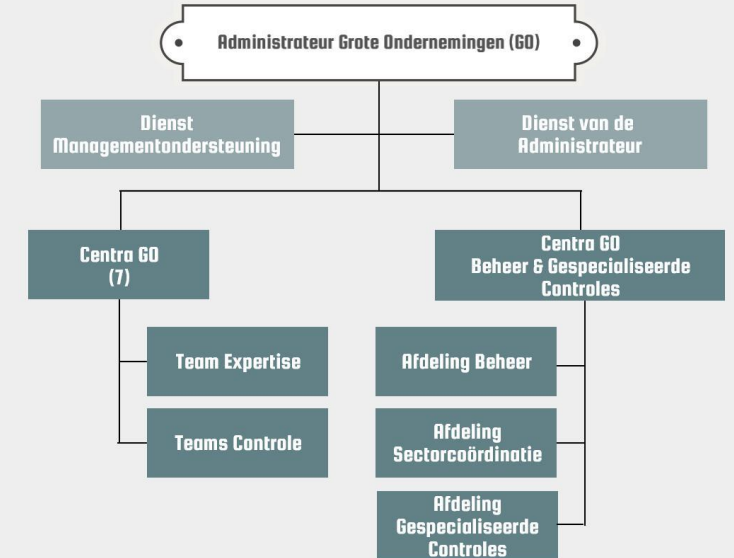 Administrateur Grote Ondernemingen (GO)
Dienst
Managementondersteuning
Dienst van de
Administrateur
Centra GO
(7)
Centra GO
Beheer & Gespecialiseerde
Controles
Team Expertise
Teams Controle
Afdeling Beheer
Afdeling
Sectorcoördinatie
Afdeling
Gespecialiseerde
Controles